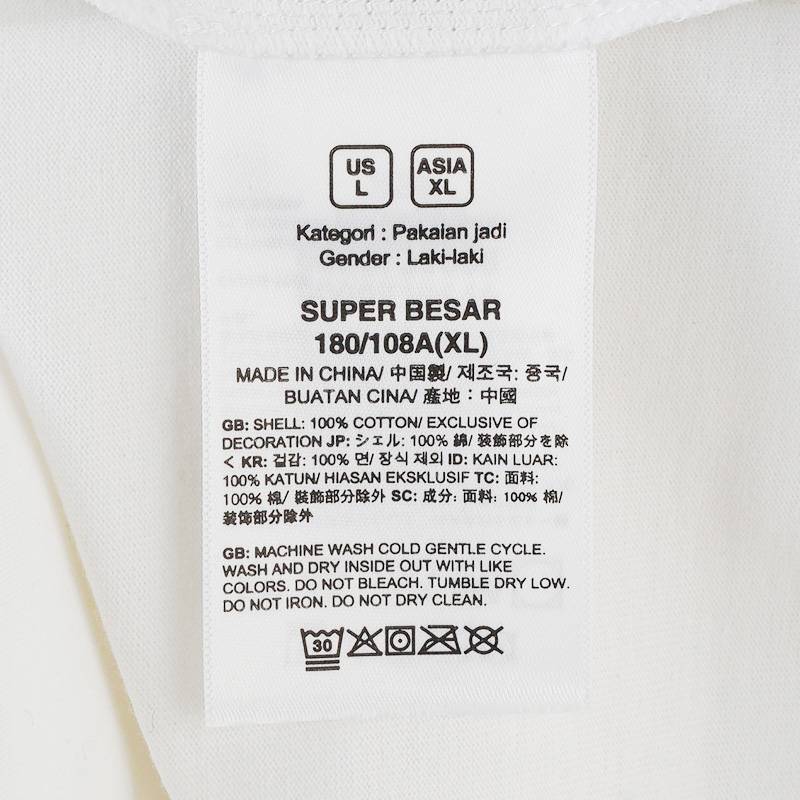 US
L
ASIA
XL
Kategori : Pakaian jadi
Gender : Laki-laki
SUPER BESAR
180/108A(XL)
MADE IN CHINA/ 中国製/ 제조국: 중국/
BUATAN CINA/ 產地：中國
GB: SHELL: 100% COTTON/ EXCLUSIVE OF
DECORATION JP: シェル: 100% 綿/ 装飾部分を除
く KR: 겉감: 100% 면/ 장식 제외 ID: KAIN LUAR:
100% KATUN/ HIASAN EKSKLUSIF TC: 面料:
100% 棉/ 裝飾部分除外 SC: 成分: 面料: 100% 棉/
装饰部分除外
GB: MACHINE WASH COLD GENTLE CYCLE.
WASH AND DRY INSIDE OUT WITH LIKE
COLORS. DO NOT BLEACH. TUMBLE DRY LOW.
DO NOT IRON. DO NOT DRY CLEAN.
30